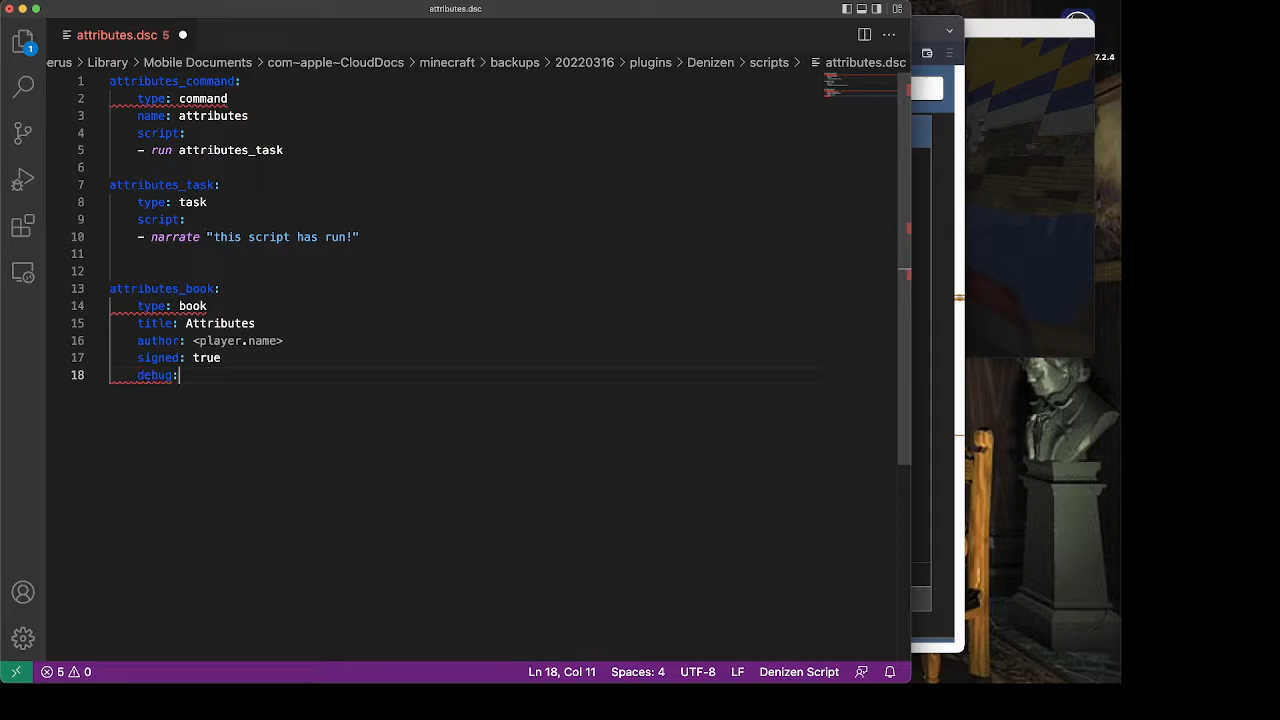 attributes.dsc
attributes.dsc 5
erus › Library › Mobile Documents › com~apple~CloudDocs › minecraft › backups › 20220316 › plugins › Denizen › scripts › attributes.dsc
7.2.4
1 attributes_command:
2 type: command
3 name: attributes
4 script:
5 - run attributes_task
6
7 attributes_task:
8 type: task
9 script:
10 - narrate "this script has run!"
11
12
13 attributes_book:
14 type: book
15 title: Attributes
16 author: <player.name>
17 signed: true
18 debug:
1
5 0 Ln 18, Col 11 Spaces: 4 UTF-8 LF Denizen Script